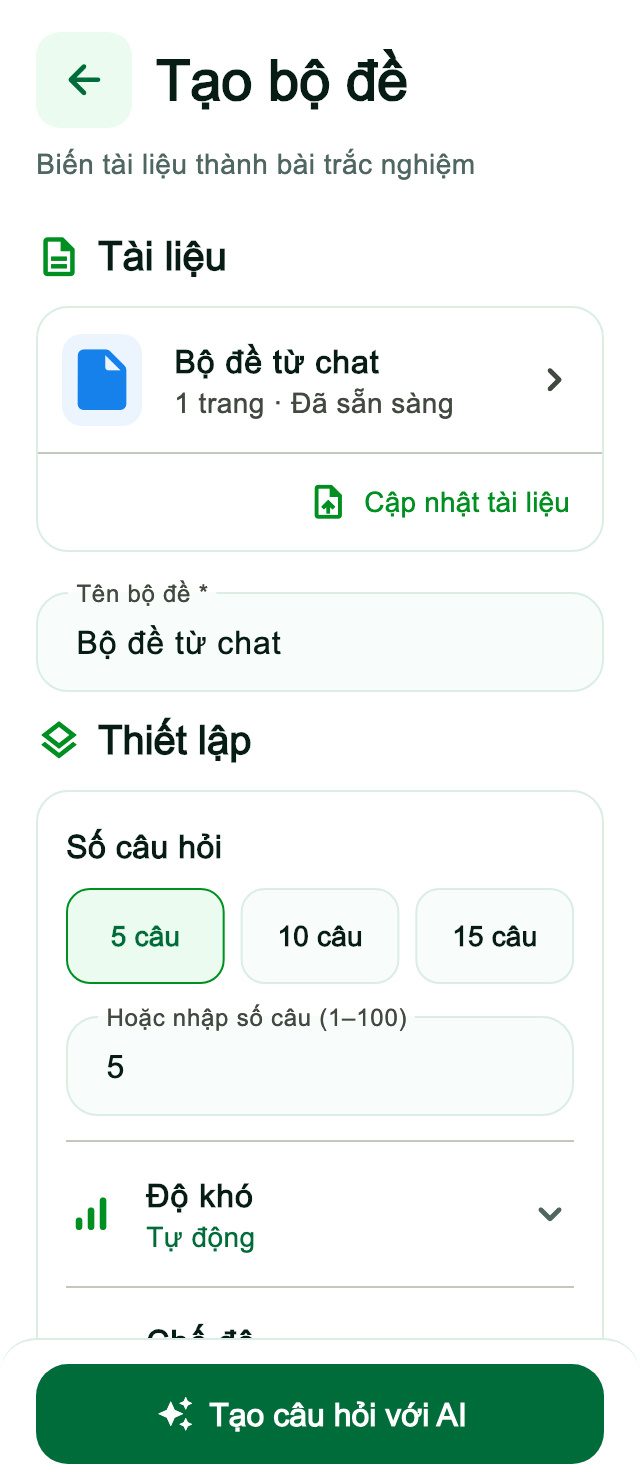 Tạo bộ đề
Biến tài liệu thành bài trắc nghiệm
Tài liệu
Bộ đề từ chat
1 trang · Đã sẵn sàng
Cập nhật tài liệu
Tên bộ đề *
Bộ đề từ chat
Thiết lập
Số câu hỏi
5 câu
10 câu
15 câu
Hoặc nhập số câu (1–100)
5
Độ khó
Tự động
Tạo câu hỏi với AI